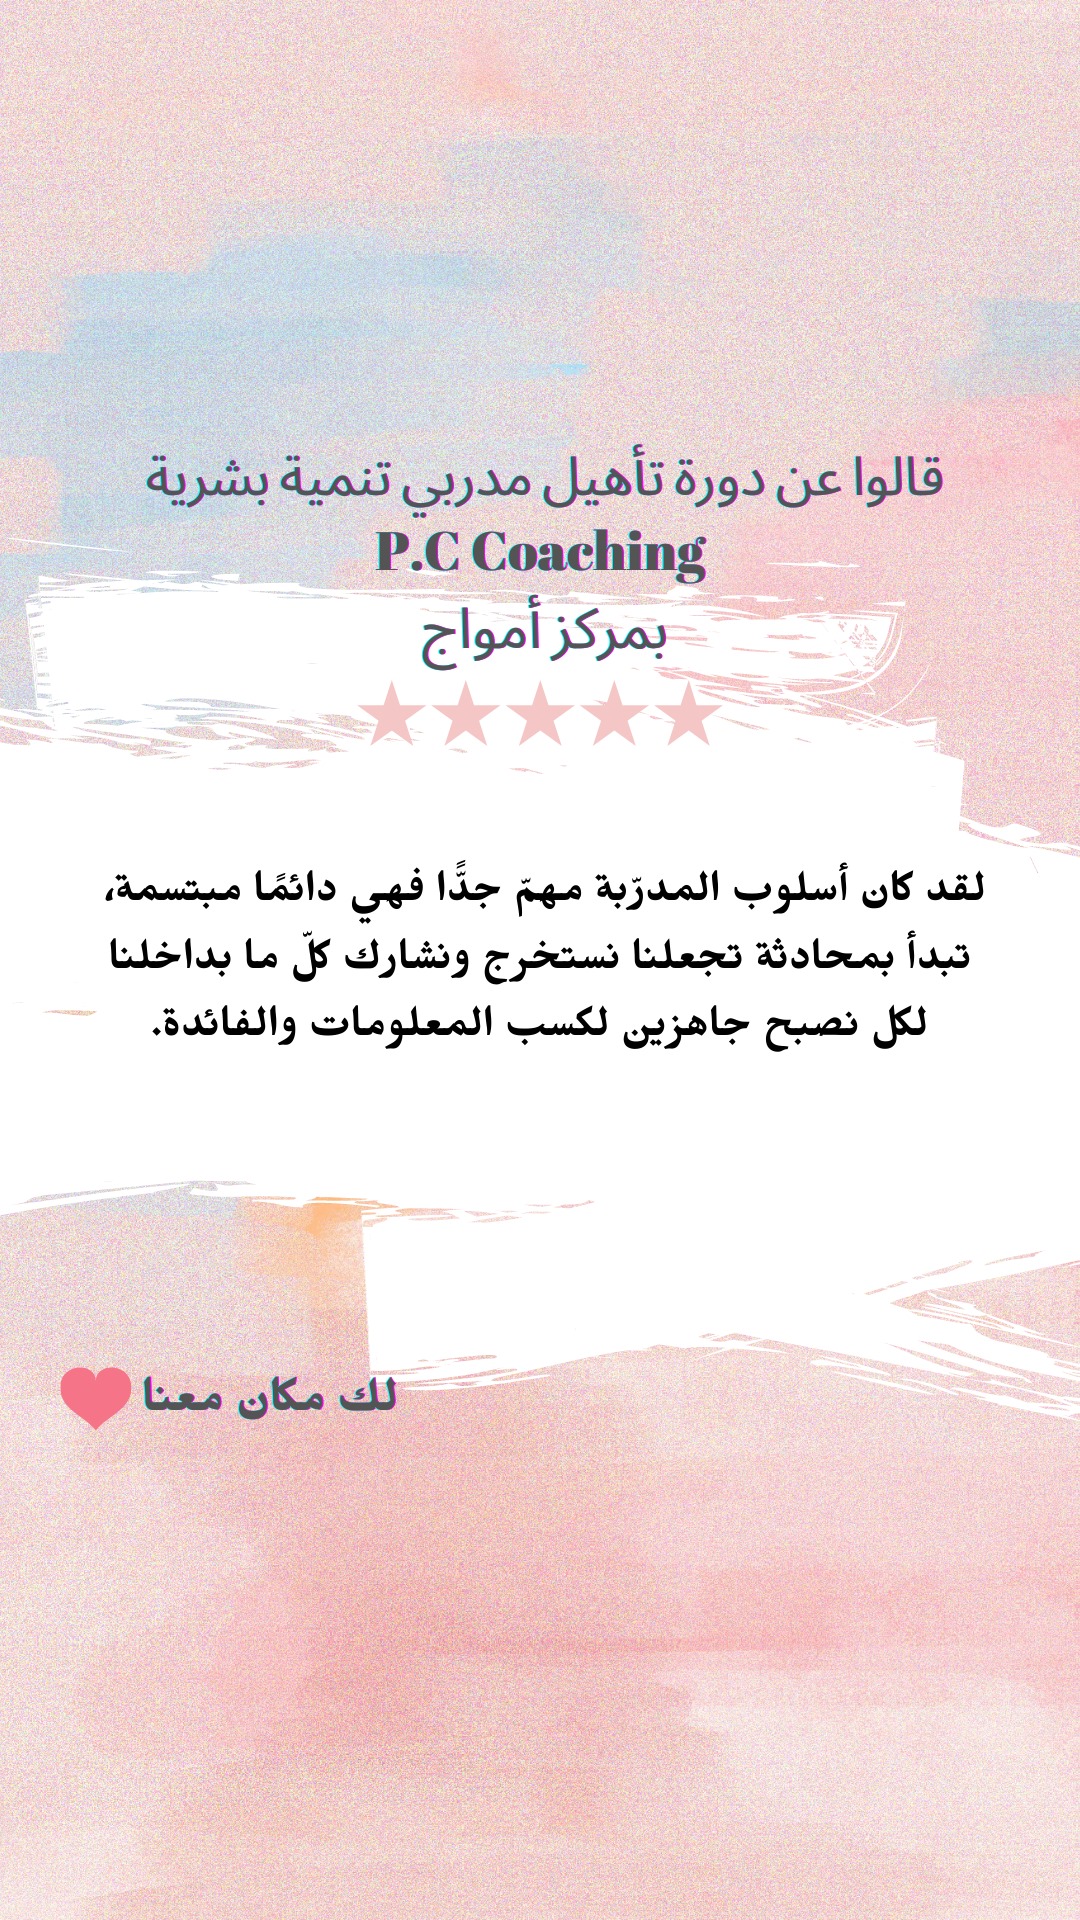 قالوا عن دورة تأهيل مدربي تنمية بشرية
P.C Coaching
بمركز أمواج
لقد كان أسلوب المدرّبة مهمّ جدًّا فهي دائمًا مبتسمة،
تبدأ بمحادثة تجعلنا نستخرج ونشارك كلّ ما بداخلنا
لكل نصبح جاهزين لكسب المعلومات والفائدة.
لك مكان معنا